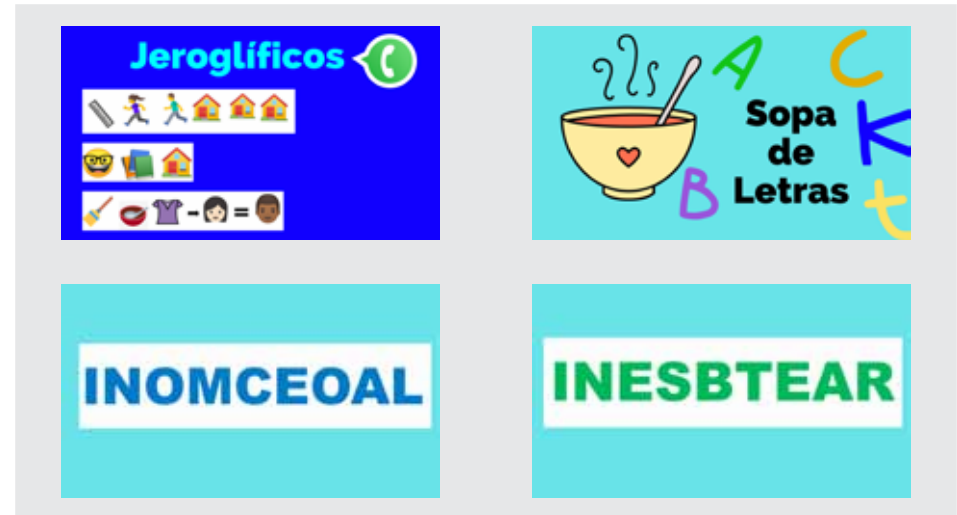 Jeroglíficos
A
C
Sopa
de
K
Letras
B
t
INOMCEOAL
INESBTEAR